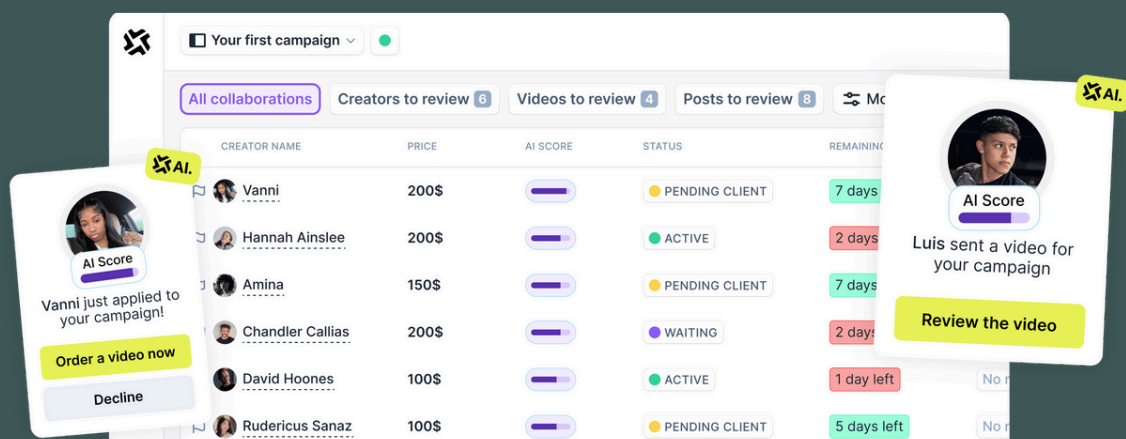 Your first campaign
All collaborations
Creators to review 6
Videos to review 4
Posts to review 8
CREATOR NAME PRICE AI SCORE STATUS
Vanni 200$ PENDING CLIENT 7 days
Hannah Ainslee 200$ ACTIVE 2 days
Amina 150$ PENDING CLIENT 7 days
Chandler Callias 200$ WAITING 2 days
David Hoones 100$ ACTIVE 1 day left
Rudericus Sanaz 100$ PENDING CLIENT 5 days left
AI.
AI Score
Vanni just applied to
your campaign!
Order a video now
Decline
AI.
AI Score
Luis sent a video for
your campaign
Review the video